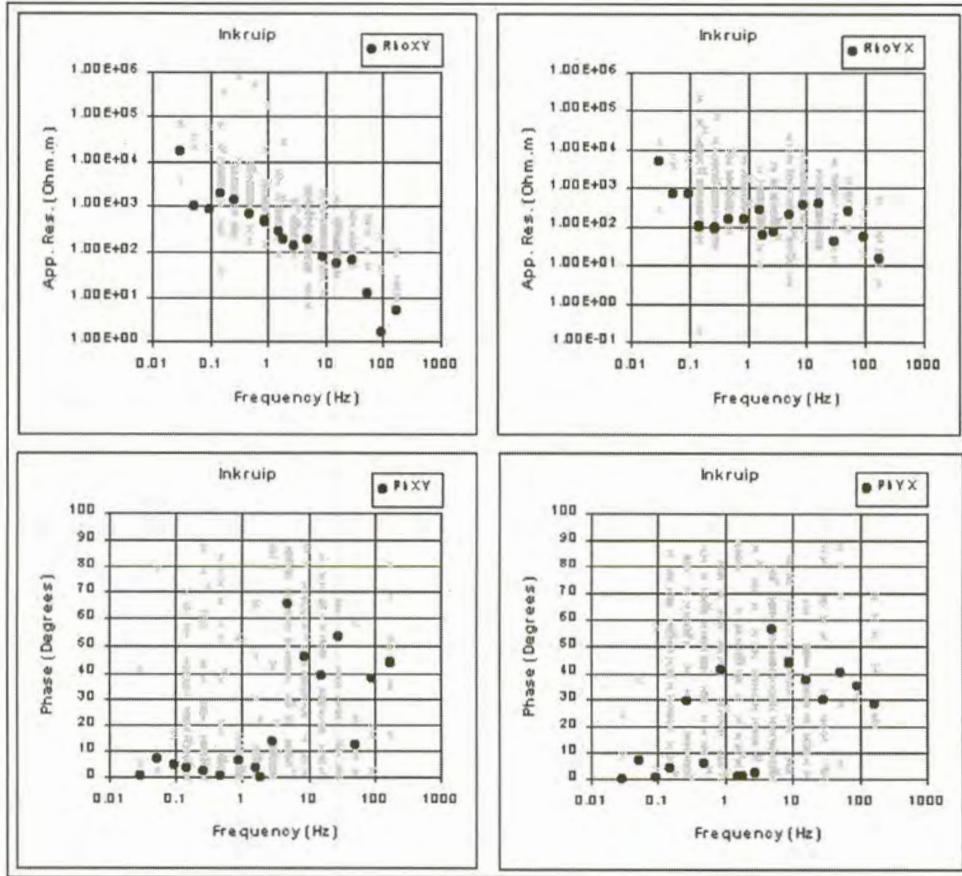 Inkruip
RhoXY
1.00E+06
1.00E+05
1.00E+04
1.00E+03
1.00E+02
1.00E+01
1.00E+00
App. Res. (Ohm.m)
0.01 0.1 1 10 100 1000
Frequency (Hz)
Inkruip
RhoYX
1.00E+06
1.00E+05
1.00E+04
1.00E+03
1.00E+02
1.00E+01
1.00E+00
1.00E-01
App. Res. (Ohm.m)
0.01 0.1 1 10 100 1000
Frequency (Hz)
Inkruip
PhXY
100
90
80
70
60
50
40
30
20
10
0
Phase (Degrees)
0.01 0.1 1 10 100 1000
Frequency (Hz)
Inkruip
PhYX
100
90
80
70
60
50
40
30
20
10
0
Phase (Degrees)
0.01 0.1 1 10 100 1000
Frequency (Hz)